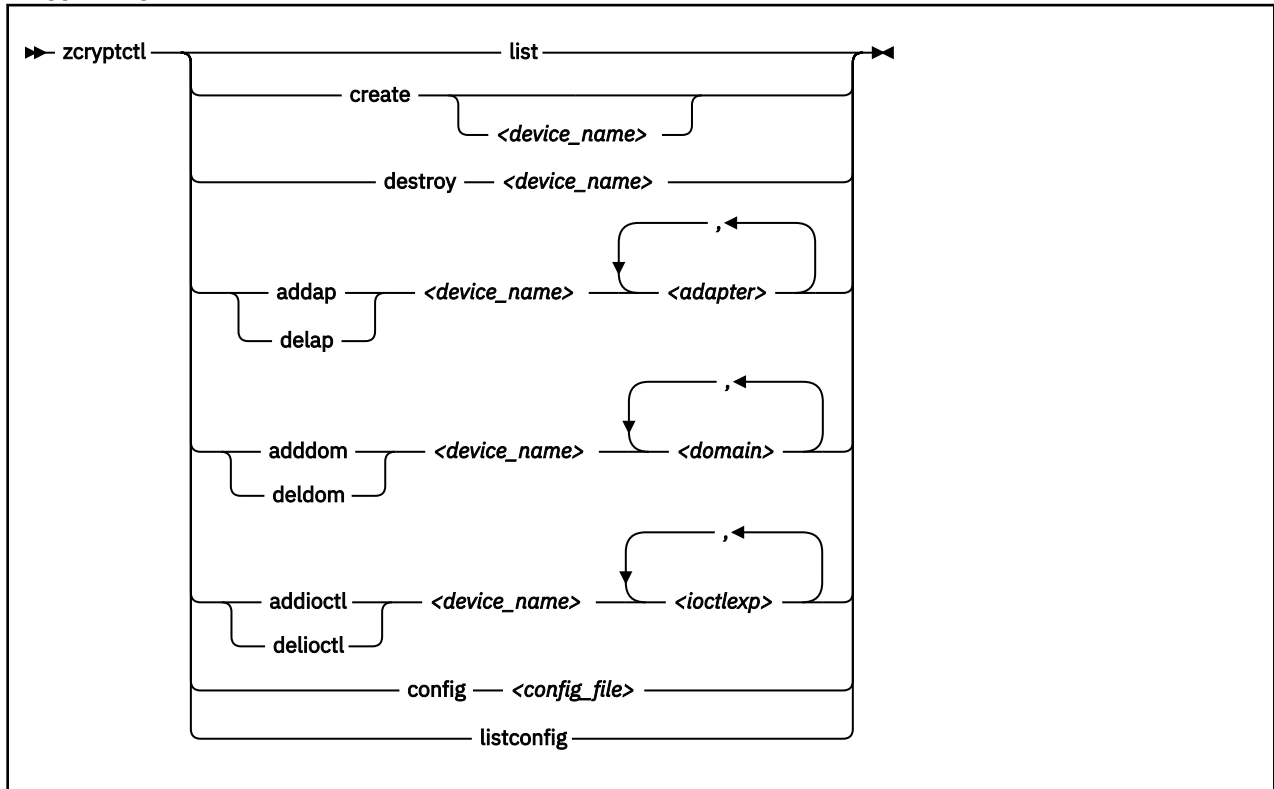 zcryptctl list
create
<device_name>
destroy <device_name>
,
addap <device_name> <adapter>
delap
,
adddom <device_name> <domain>
deldom
,
addioctl <device_name> <ioctlexp>
delioctl
config <config_file>
listconfig